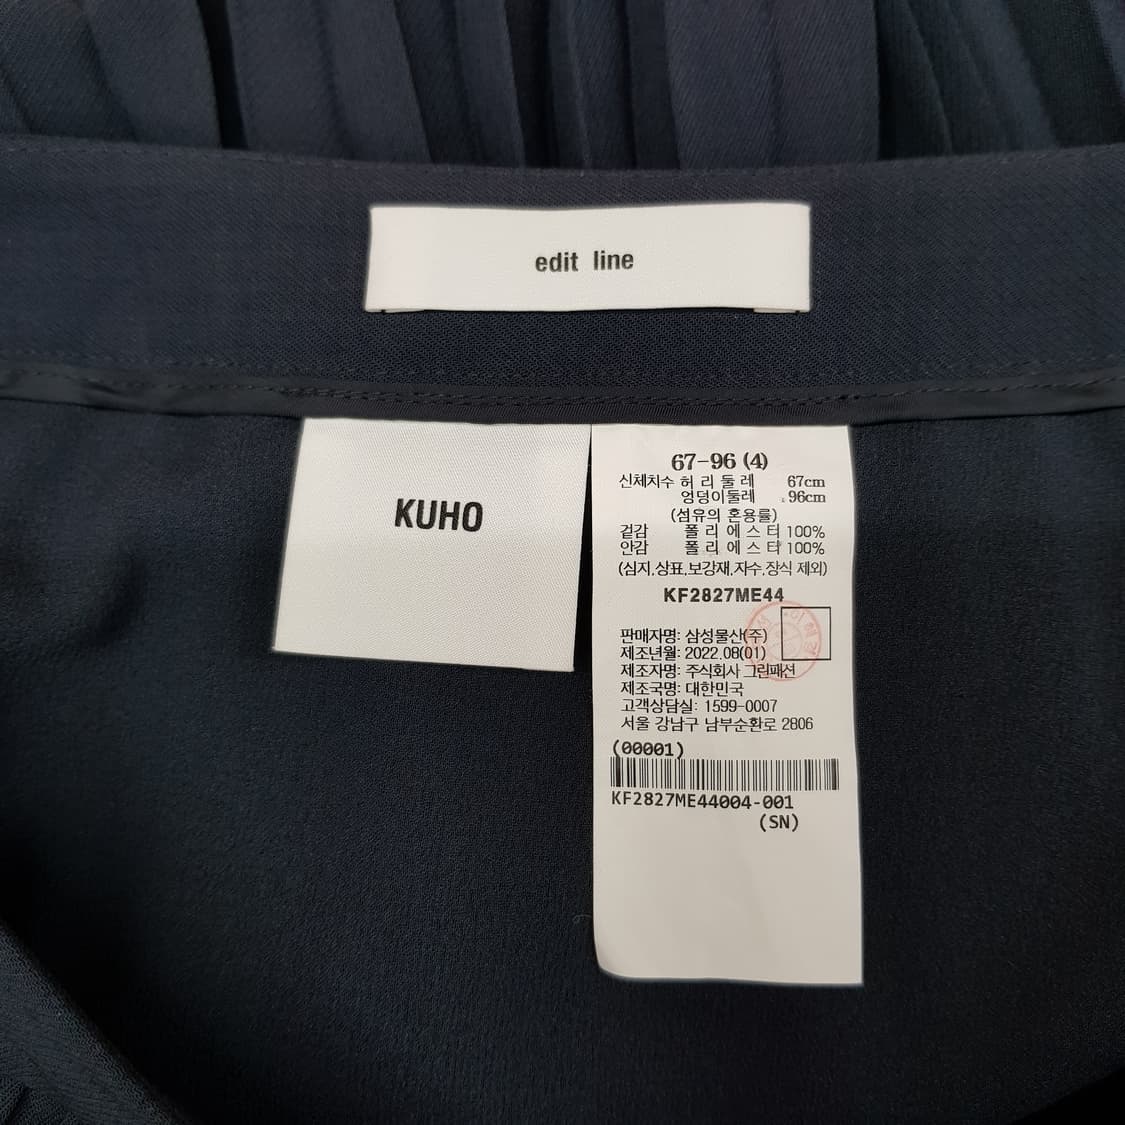 edit line
KUHO
67-96 (4)
신체치수 허 리 둘 레 67cm
엉덩이둘레 96cm
(섬유의 혼용률)
겉감 폴 리 에 스 터 100%
안감 폴 리 에 스 터 100%
(심지,상표,보강재,자수,장식 제외)
KF2827ME44
판매자명: 삼성물산(주)
제조년월: 2022.08(01)
제조자명: 주식회사 그린패션
제조국명: 대한민국
고객상담실: 1599-0007
서울 강남구 남부순환로 2806
(00001)
KF2827ME44004-001
(SN)